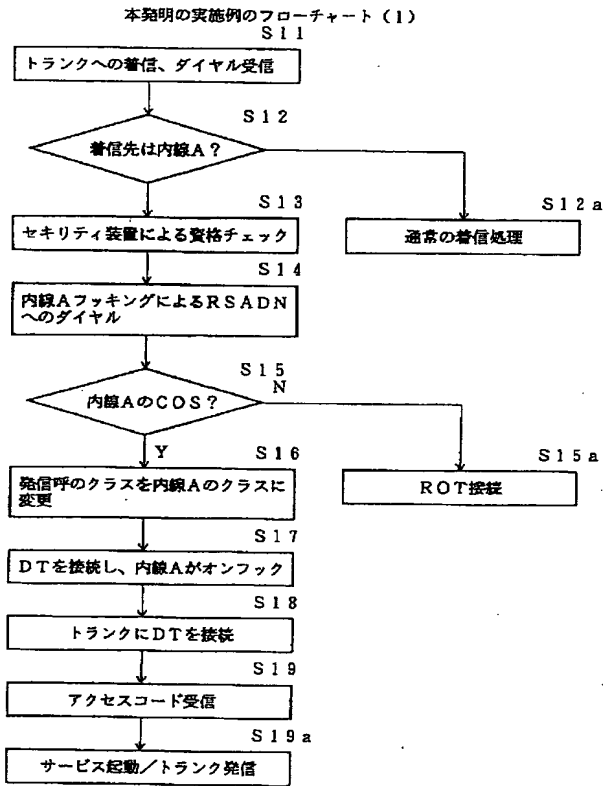 本発明の実施例のフローチャート(1)
S11
トランクへの着信、ダイヤル受信
S12
着信先は内線A?
S13
セキリティ装置による資格チェック
S12a
通常の着信処理
S14
内線AフッキングによるRSADN
へのダイヤル
S15
N
内線AのCOS?
Y
S16
発信呼のクラスを内線Aのクラスに
変更
S15a
ROT接続
S17
DTを接続し、内線Aがオンフック
S18
トランクにDTを接続
S19
アクセスコード受信
S19a
サービス起動/トランク発信